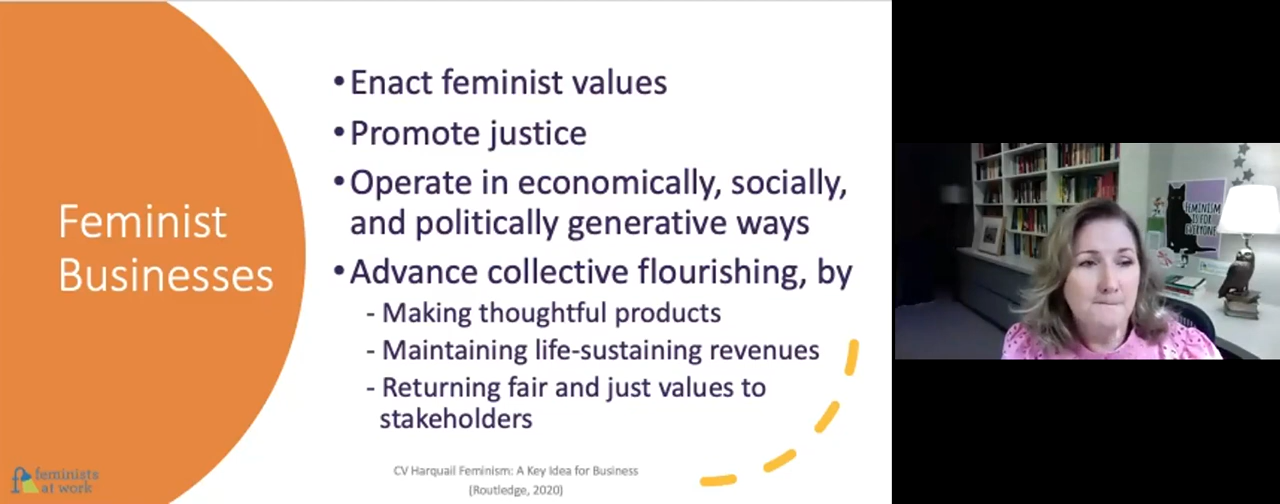 Feminist
Businesses
•Enact feminist values
•Promote justice
•Operate in economically, socially,
and politically generative ways
•Advance collective flourishing, by
- Making thoughtful products
- Maintaining life-sustaining revenues
- Returning fair and just values to
stakeholders
CV Harquail Feminism: A Key Idea for Business
(Routledge, 2020)
feminists
at work
FEMINISM
IS FOR
EVERYONE